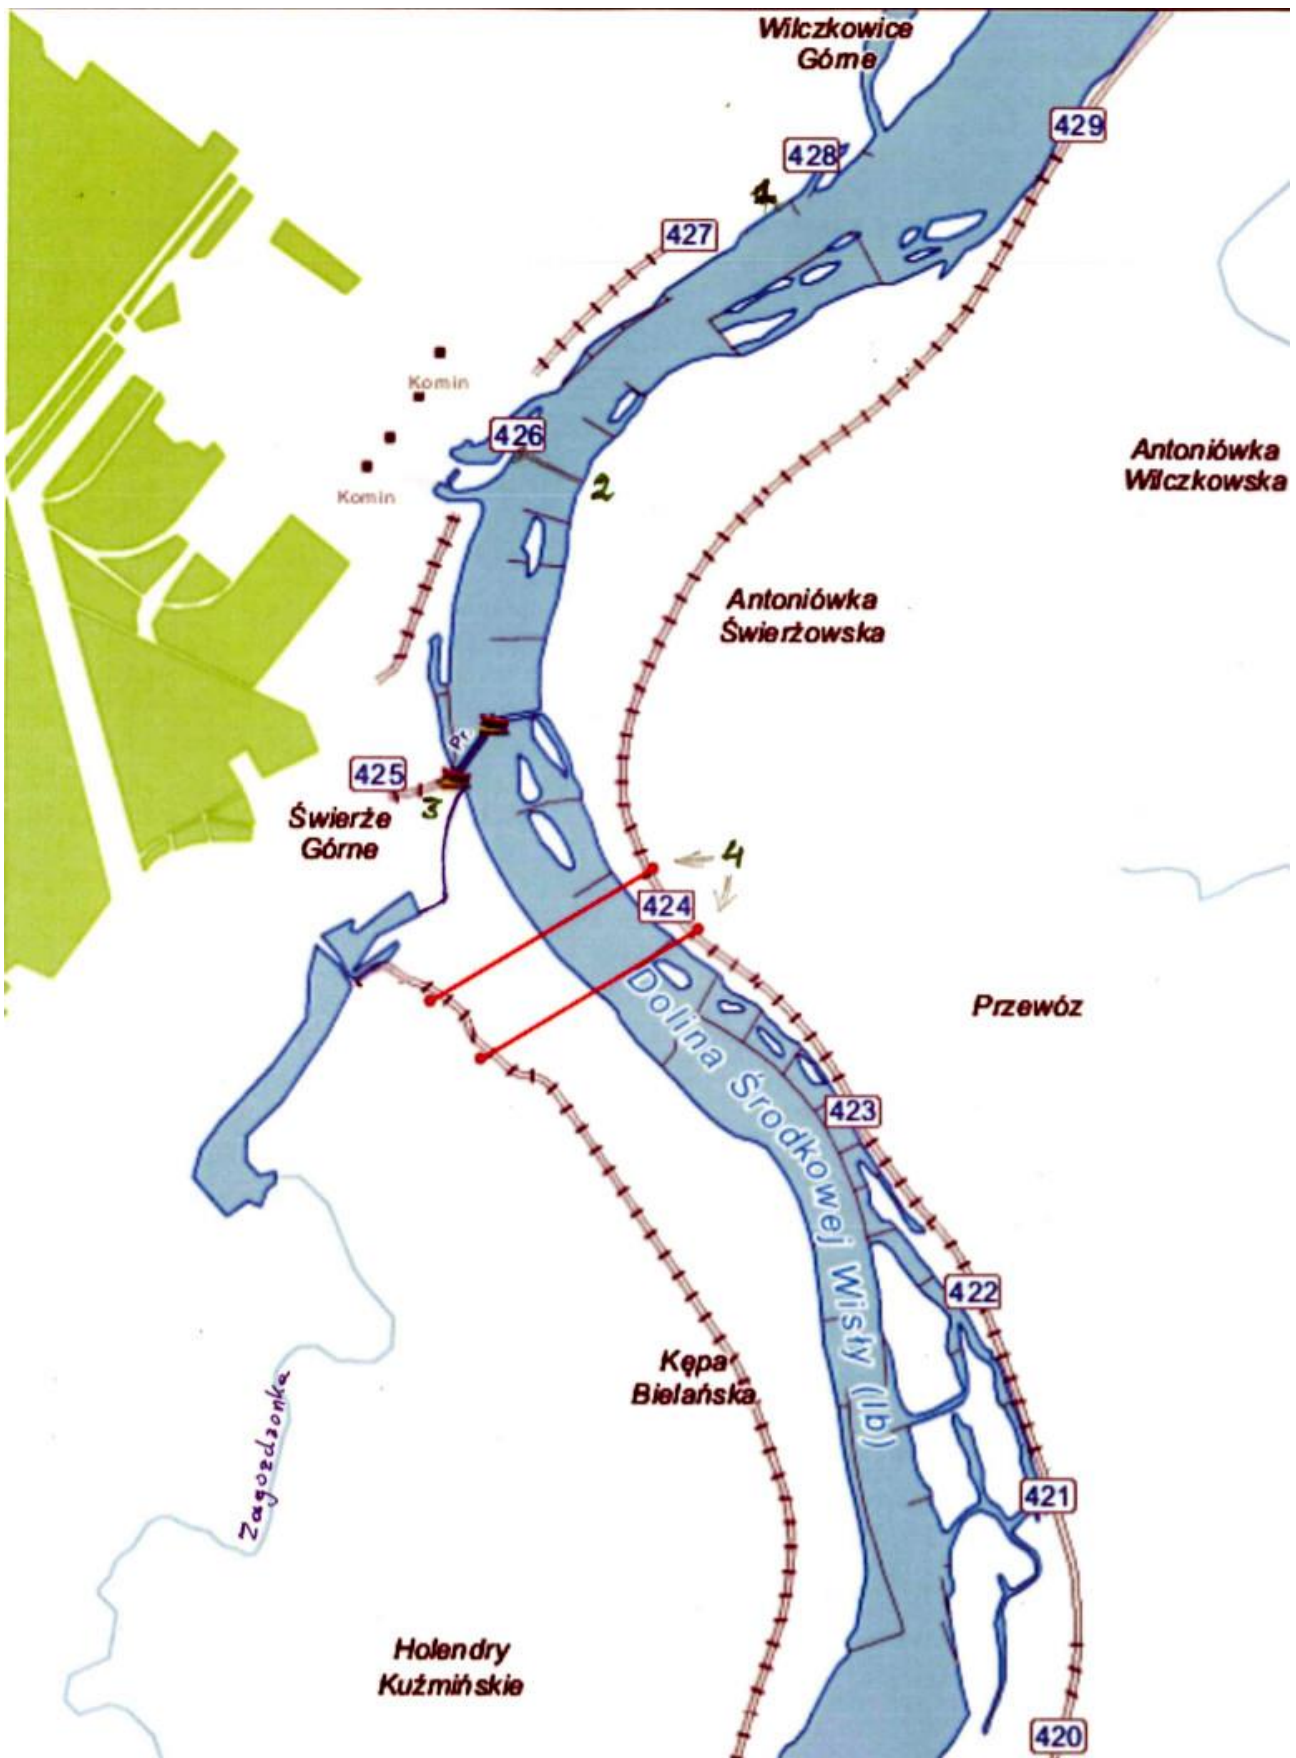 Wilczkowice
Górne
429
428
1
427
Komin
426
Antoniówka
Wilczkowska
2
Komin
Antoniówka
Świerżowska
Pr.
425
3
Świerże
Górne
4
424
Przewóz
Dolina Środkowej Wisły (Ib)
423
422
Kępa
Bielańska
Zagożdżonka
421
Holendry
Kuźmińskie
420